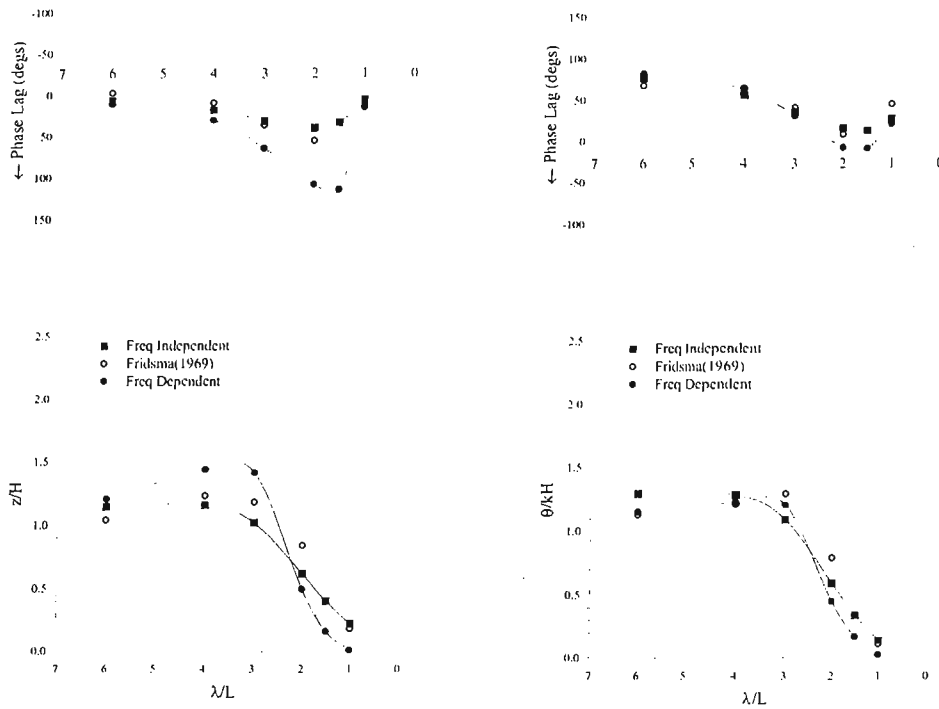 -100
-50
7 6 4 3 2 1 0
0
50
100
150
← Phase Lag (degs)
150
100
50
0
7 6 4 3 2 1 0
-50
-100
← Phase Lag (degs)
2.5
2.0
1.5
1.0
0.5
0.0
z/H
■ Freq Independent
○ Fridsma(1969)
● Freq Dependent
7 6 5 4 3 2 1 0
λ/L
2.5
2.0
1.5
1.0
0.5
0.0
θ/kH
■ Freq Independent
○ Fridsma(1969)
● Freq Dependent
7 6 5 4 3 2 1 0
λ/L